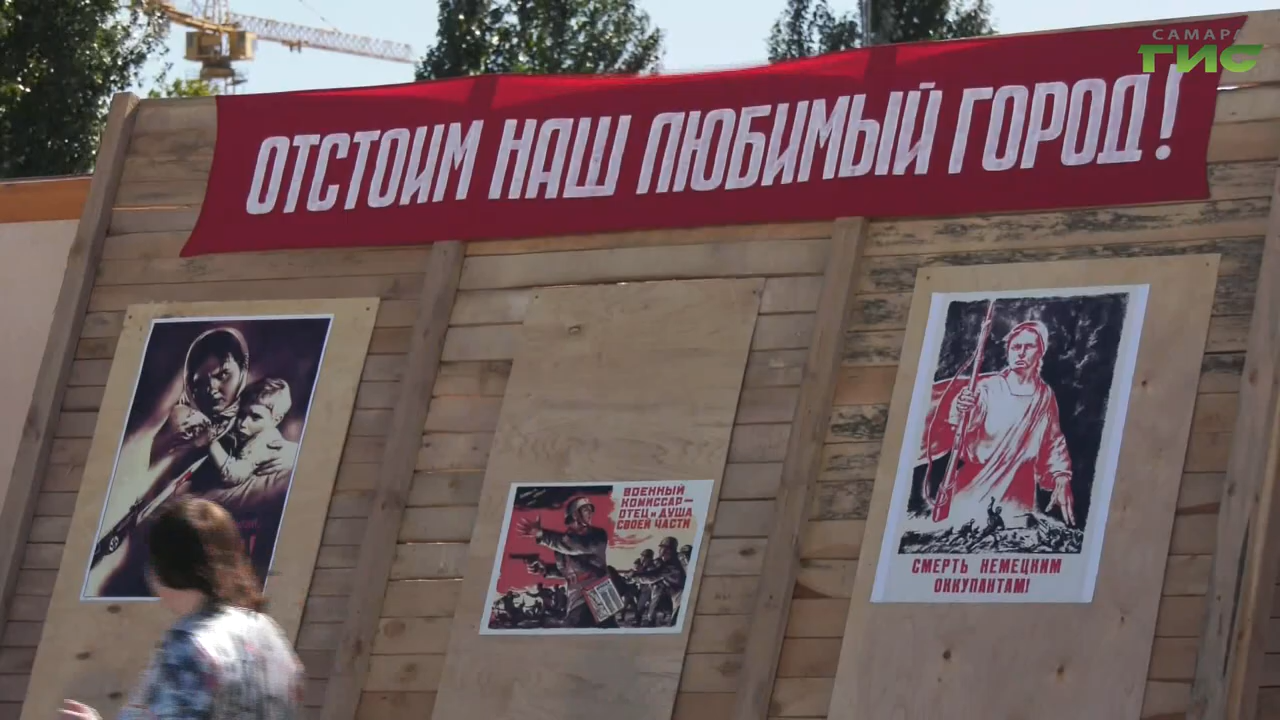 САМАРА
ГИС
ОТСТОИМ НАШ ЛЮБИМЫЙ ГОРОД!
ВОЕННЫЙ
КОМИССАР —
ОТЕЦ и ДУША
СВОЕЙ ЧАСТИ
СМЕРТЬ НЕМЕЦКИМ
ОККУПАНТАМ!